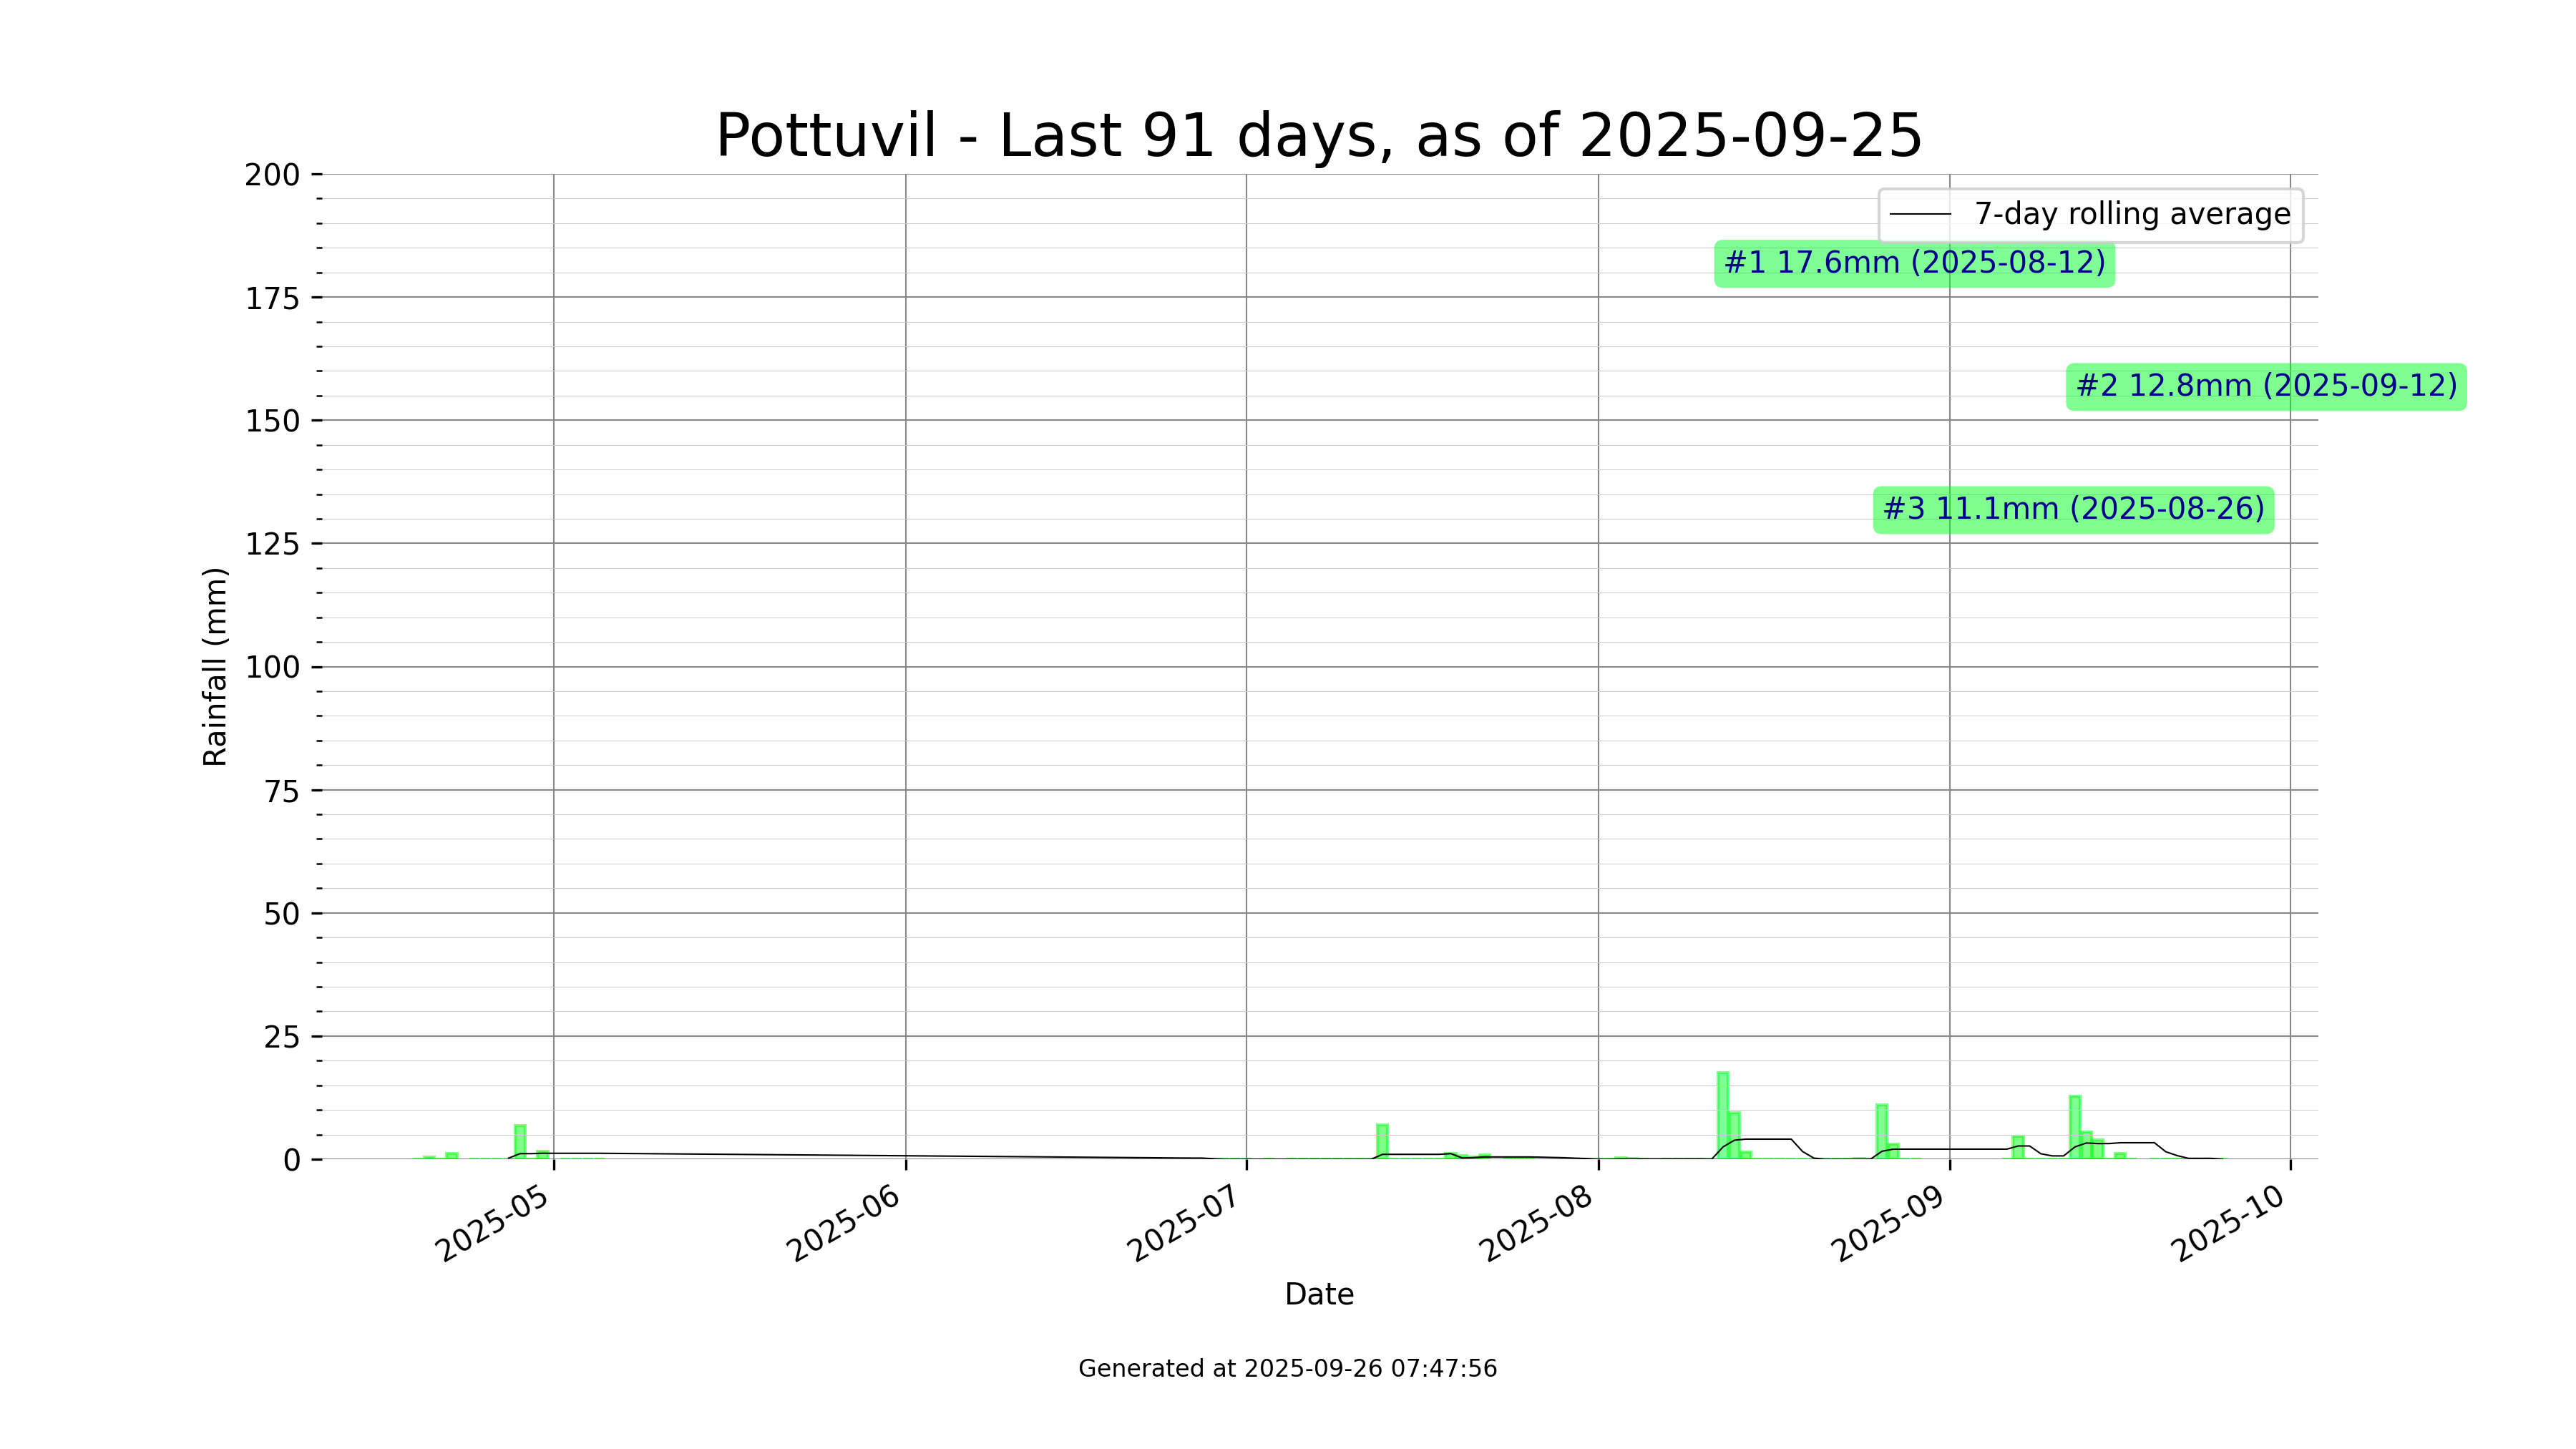 Pottuvil - Last 91 days, as of 2025-09-25
200
175
150
125
100
75
50
25
0
Rainfall (mm)
7-day rolling average
#1 17.6mm (2025-08-12)
#2 12.8mm (2025-09-12)
#3 11.1mm (2025-08-26)
2025-05
2025-06
2025-07
2025-08
2025-09
2025-10
Date
Generated at 2025-09-26 07:47:56